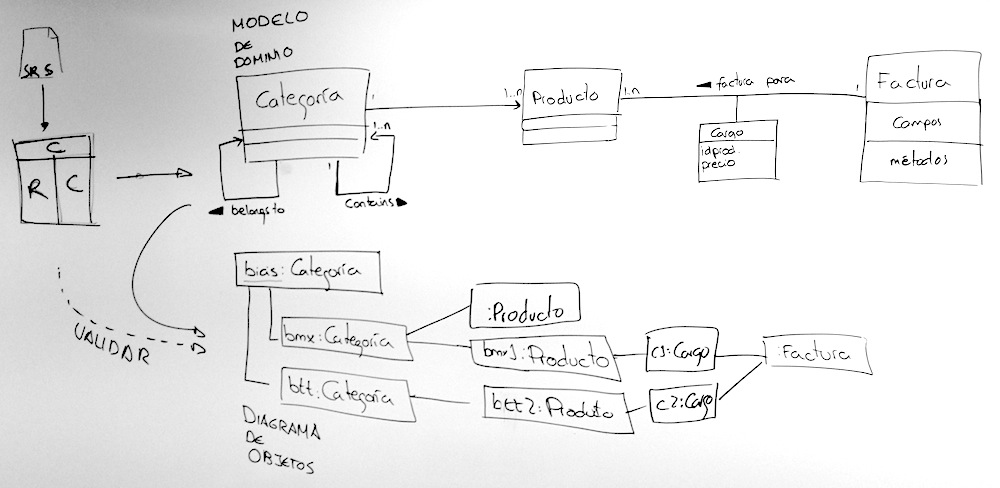 MODELO
DE
DOMINIO
SRS
C
R C
Categoría
1
1..n
1..n
Producto
1..n
◄ factura para
1
Factura
Campos
métodos
Cargo
idprod.
precio
1
◄ belongsto
contains►
VALIDAR
bicis: Categoría
:Producto
bmx: Categoría
bmx1: Producto
c1: Cargo
:Factura
btt: Categoría
btt2: Produto
c2: Cargo
DIAGRAMA
DE
OBJETOS